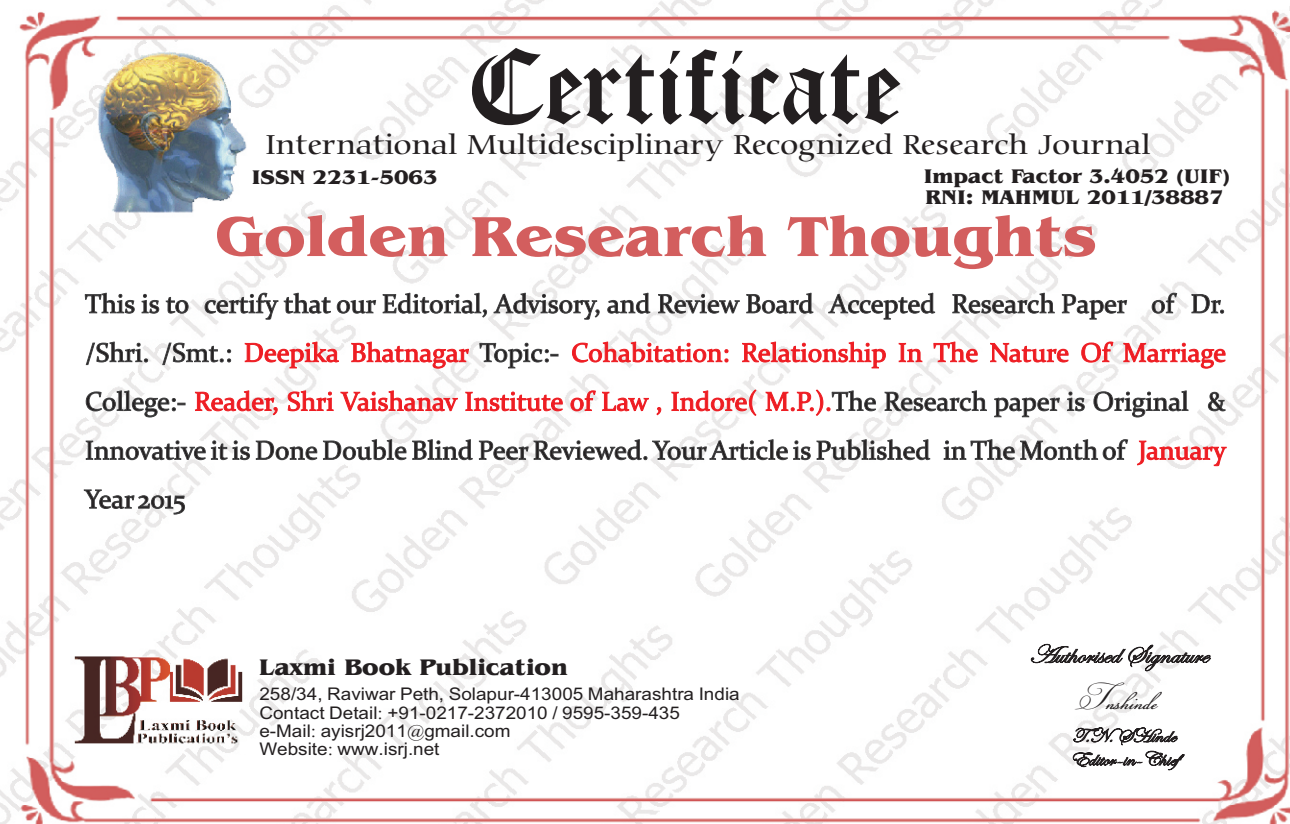 Certificate
International Multidesciplinary Recognized Research Journal
ISSN 2231-5063
Impact Factor 3.4052 (UIF)
RNI: MAHMUL 2011/38887
Golden Research Thoughts
This is to certify that our Editorial, Advisory, and Review Board Accepted Research Paper of Dr.
/Shri. /Smt.: Deepika Bhatnagar Topic:- Cohabitation: Relationship In The Nature Of Marriage
College:- Reader, Shri Vaishanav Institute of Law , Indore( M.P.).The Research paper is Original &
Innovative it is Done Double Blind Peer Reviewed. Your Article is Published in The Month of January
Year 2015
LBP
Laxmi Book
Publication's
Laxmi Book Publication
258/34, Raviwar Peth, Solapur-413005 Maharashtra India
Contact Detail: +91-0217-2372010 / 9595-359-435
e-Mail: ayisrj2011@gmail.com
Website: www.isrj.net
Authorised Signature
Tnshinde
T.N. SHinde
Editor-in-Chief